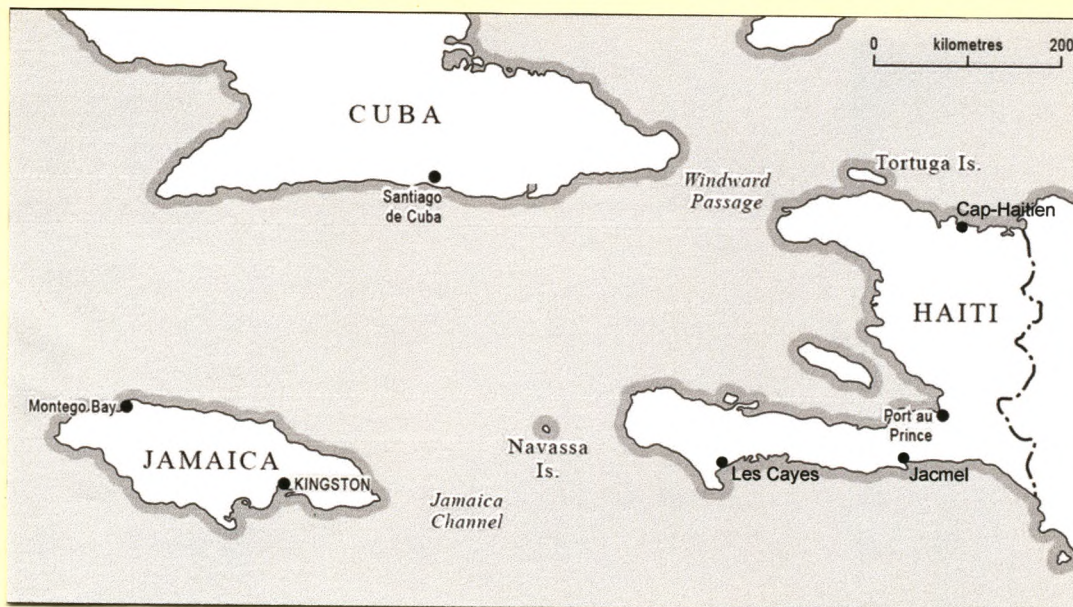 0 kilometres 200
CUBA
Tortuga Is.
Windward
Passage
Santiago
de Cuba
Cap-Haitien
HAITI
Montego Bay
Port au
Prince
Navassa
Is.
JAMAICA
KINGSTON
Les Cayes
Jacmel
Jamaica
Channel